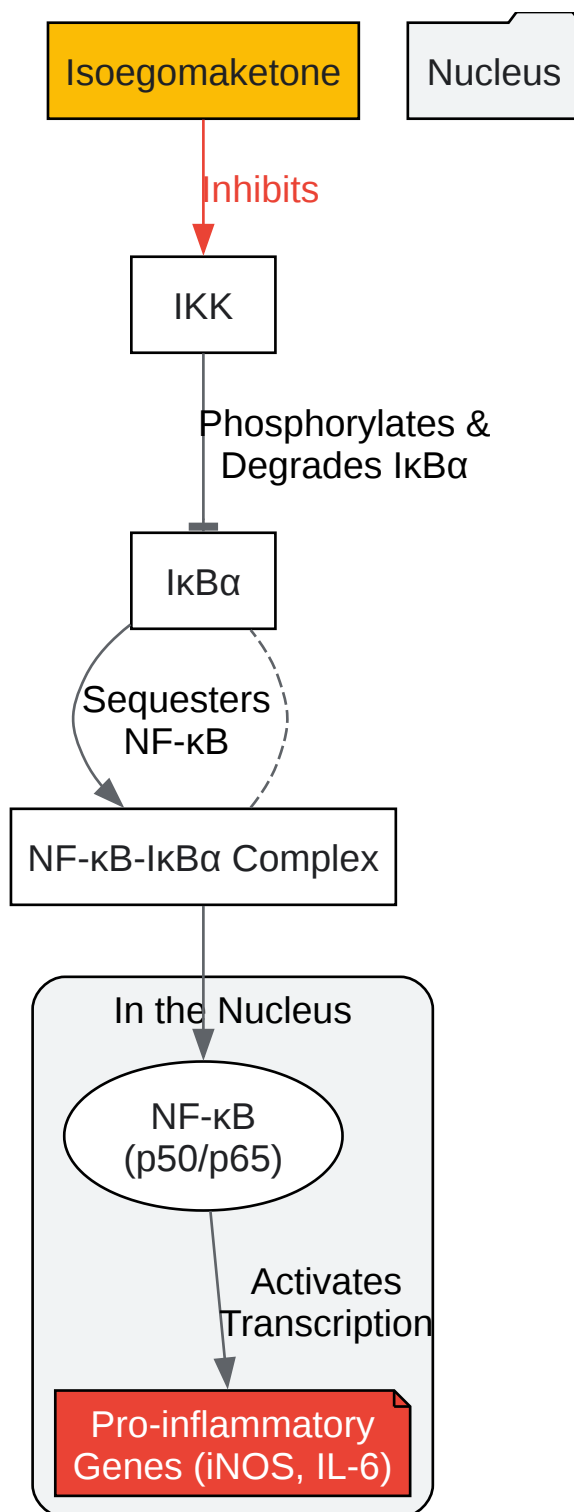 Isoegomaketone
Nucleus
Inhibits
IKK
Phosphorylates &
Degrades IκBα
IκBα
Sequesters
NF-κB
NF-κB-IκBα Complex
In the Nucleus
NF-κB
(p50/p65)
Activates
Transcription
Pro-inflammatory
Genes (iNOS, IL-6)